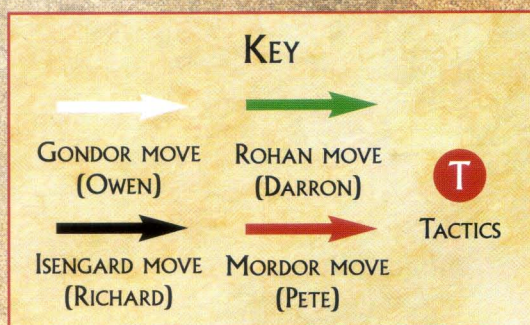 KEY
GONDOR MOVE
(OWEN)
ROHAN MOVE
(DARRON)
T
TACTICS
ISENGARD MOVE
(RICHARD)
MORDOR MOVE
(PETE)